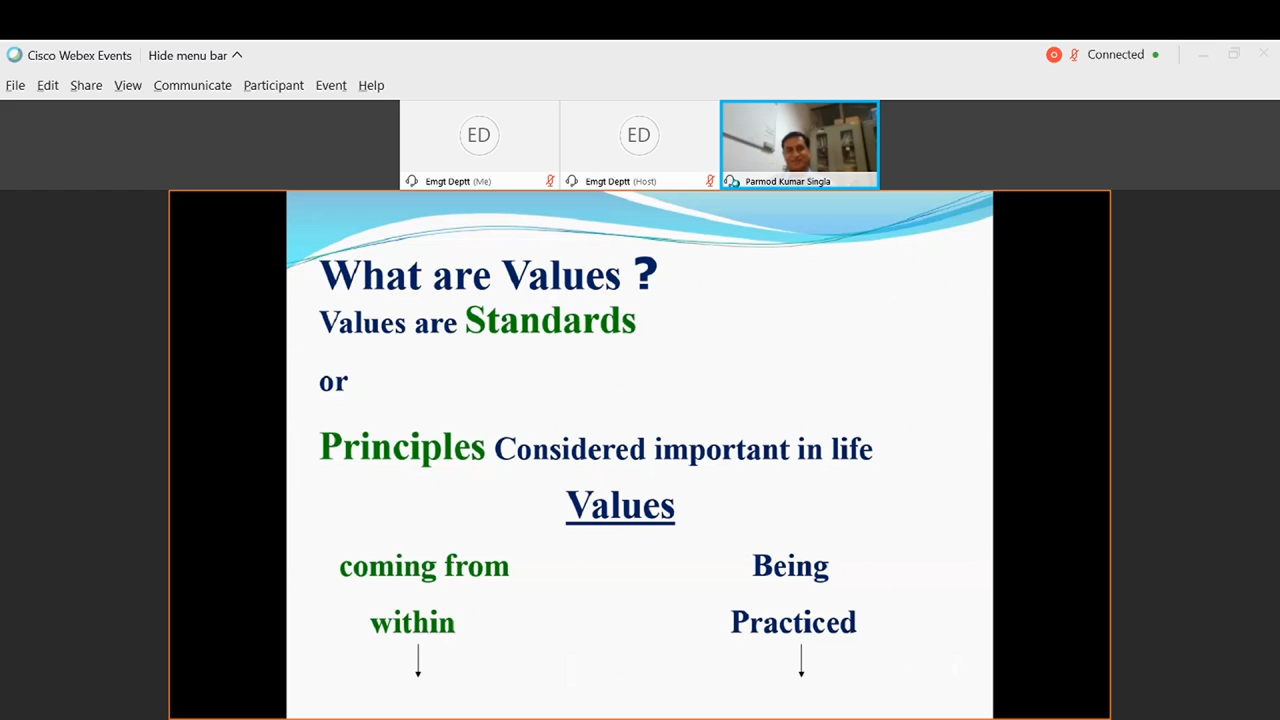 Cisco Webex Events Hide menu bar Connected
File Edit Share View Communicate Participant Event Help
ED ED
Emgt Deptt (Me) Emgt Deptt (Host) Parmod Kumar Singla
What are Values ?
Values are Standards
or
Principles Considered important in life
Values
coming from Being
within Practiced